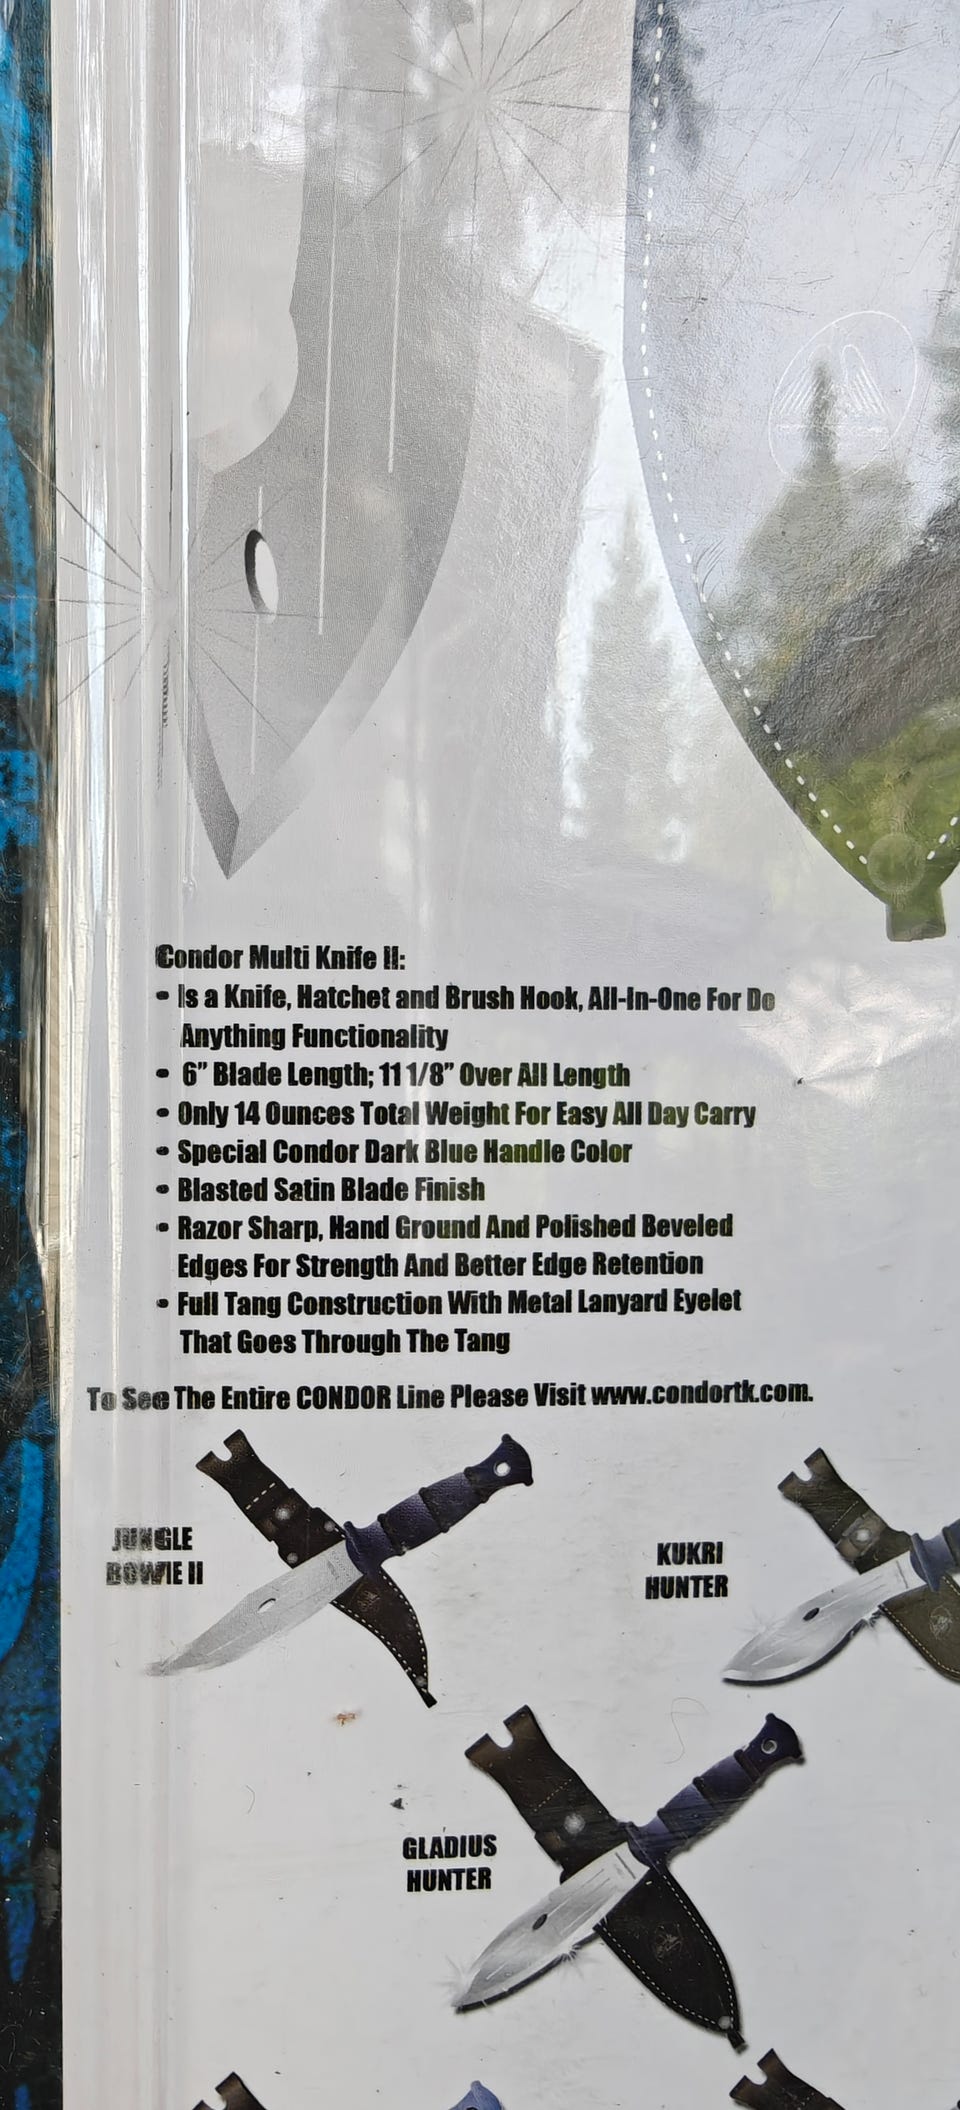 Condor Multi Knife II:
• Is a Knife, Hatchet and Brush Hook, All-In-One For Do
Anything Functionality
• 6" Blade Length; 11 1/8" Over All Length
• Only 14 Ounces Total Weight For Easy All Day Carry
• Special Condor Dark Blue Handle Color
• Blasted Satin Blade Finish
• Razor Sharp, Hand Ground And Polished Beveled
Edges For Strength And Better Edge Retention
• Full Tang Construction With Metal Lanyard Eyelet
That Goes Through The Tang
To See The Entire CONDOR Line Please Visit www.condortk.com.
JUNGLE
BOWIE II
KUKRI
HUNTER
GLADIUS
HUNTER